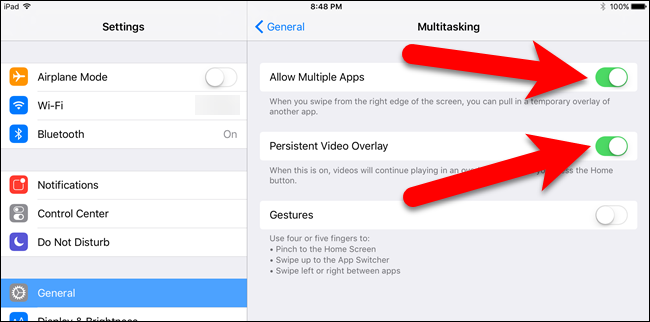 iPad 8:48 PM 100%
Settings
General Multitasking
Airplane Mode
Wi-Fi
Bluetooth On
Notifications
Control Center
Do Not Disturb
General
Display & Brightness
Allow Multiple Apps
When you swipe from the right edge of the screen, you can pull in a temporary overlay of
another app.
Persistent Video Overlay
When this is on, videos will continue playing in an the Home
button.
Gestures
Use four or five fingers to:
• Pinch to the Home Screen
• Swipe up to the App Switcher
• Swipe left or right between apps